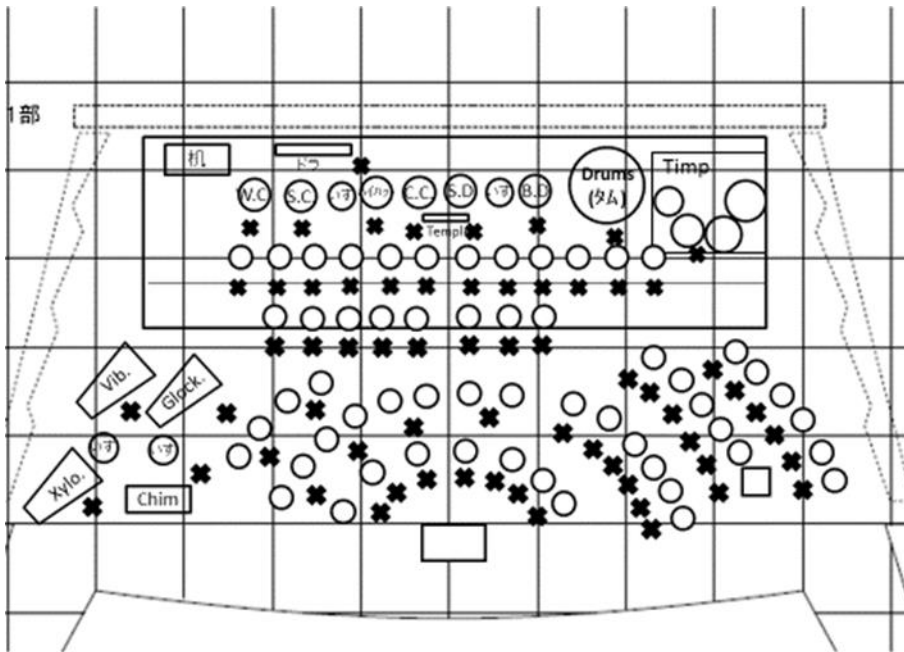 1部
机
ドラ
Timp
Drums
(タム)
W.C
S.C.
いす
C.C.
S.D
いす
B.D
Templ
Vib.
Glock.
いす
いす
Xylo.
Chim